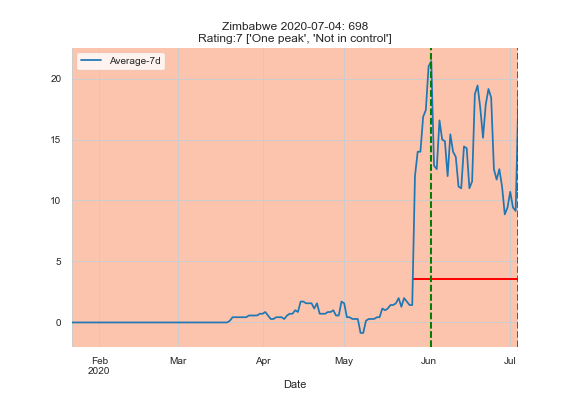 Zimbabwe 2020-07-04: 698
Rating:7 ['One peak', 'Not in control']
Average-7d
20
15
10
5
0
Feb
2020
Mar
Apr
May
Jun
Jul
Date